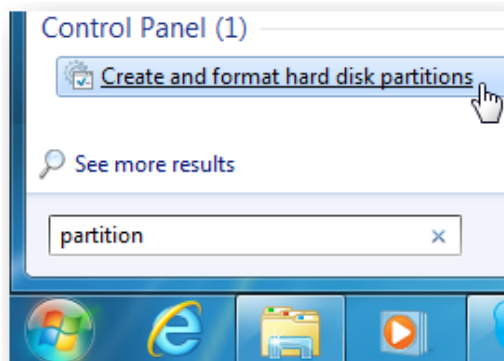 Control Panel (1)
Create and format hard disk partitions
See more results
partition